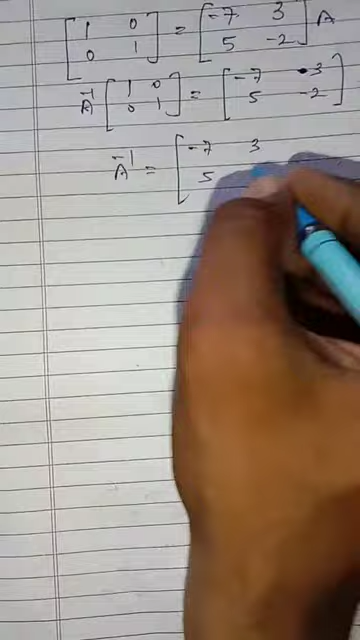 [1 0
0 1] = [-7 3
5 -2] A
A⁻¹ [1 0
0 1] = [-7 3
5 -2]
A⁻¹ = [-7 3
5